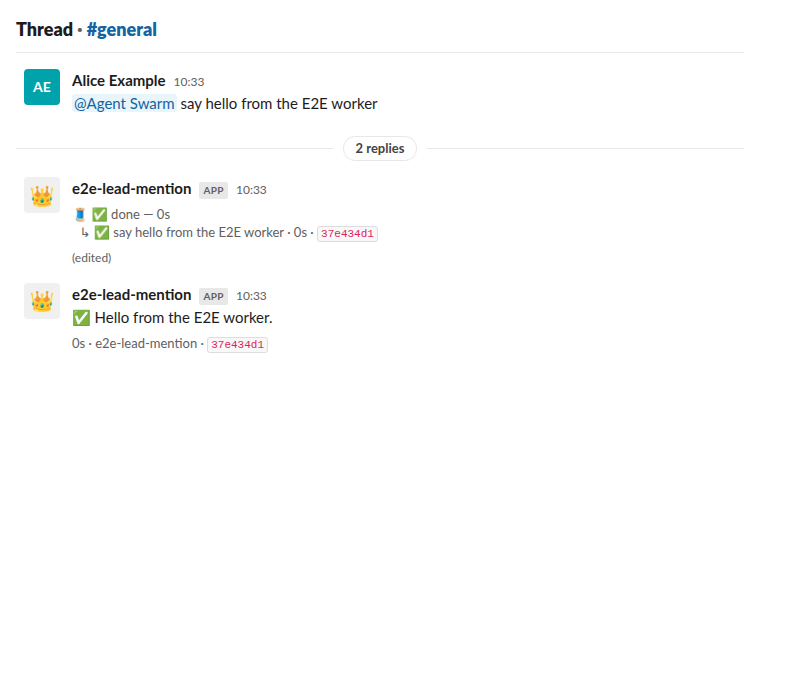 Thread • #general
AE
Alice Example 10:33
@Agent Swarm say hello from the E2E worker
2 replies
e2e-lead-mention APP 10:33
🧵 ✅ done — 0s
↳ ✅ say hello from the E2E worker · 0s · 37e434d1
(edited)
e2e-lead-mention APP 10:33
✅ Hello from the E2E worker.
0s · e2e-lead-mention · 37e434d1